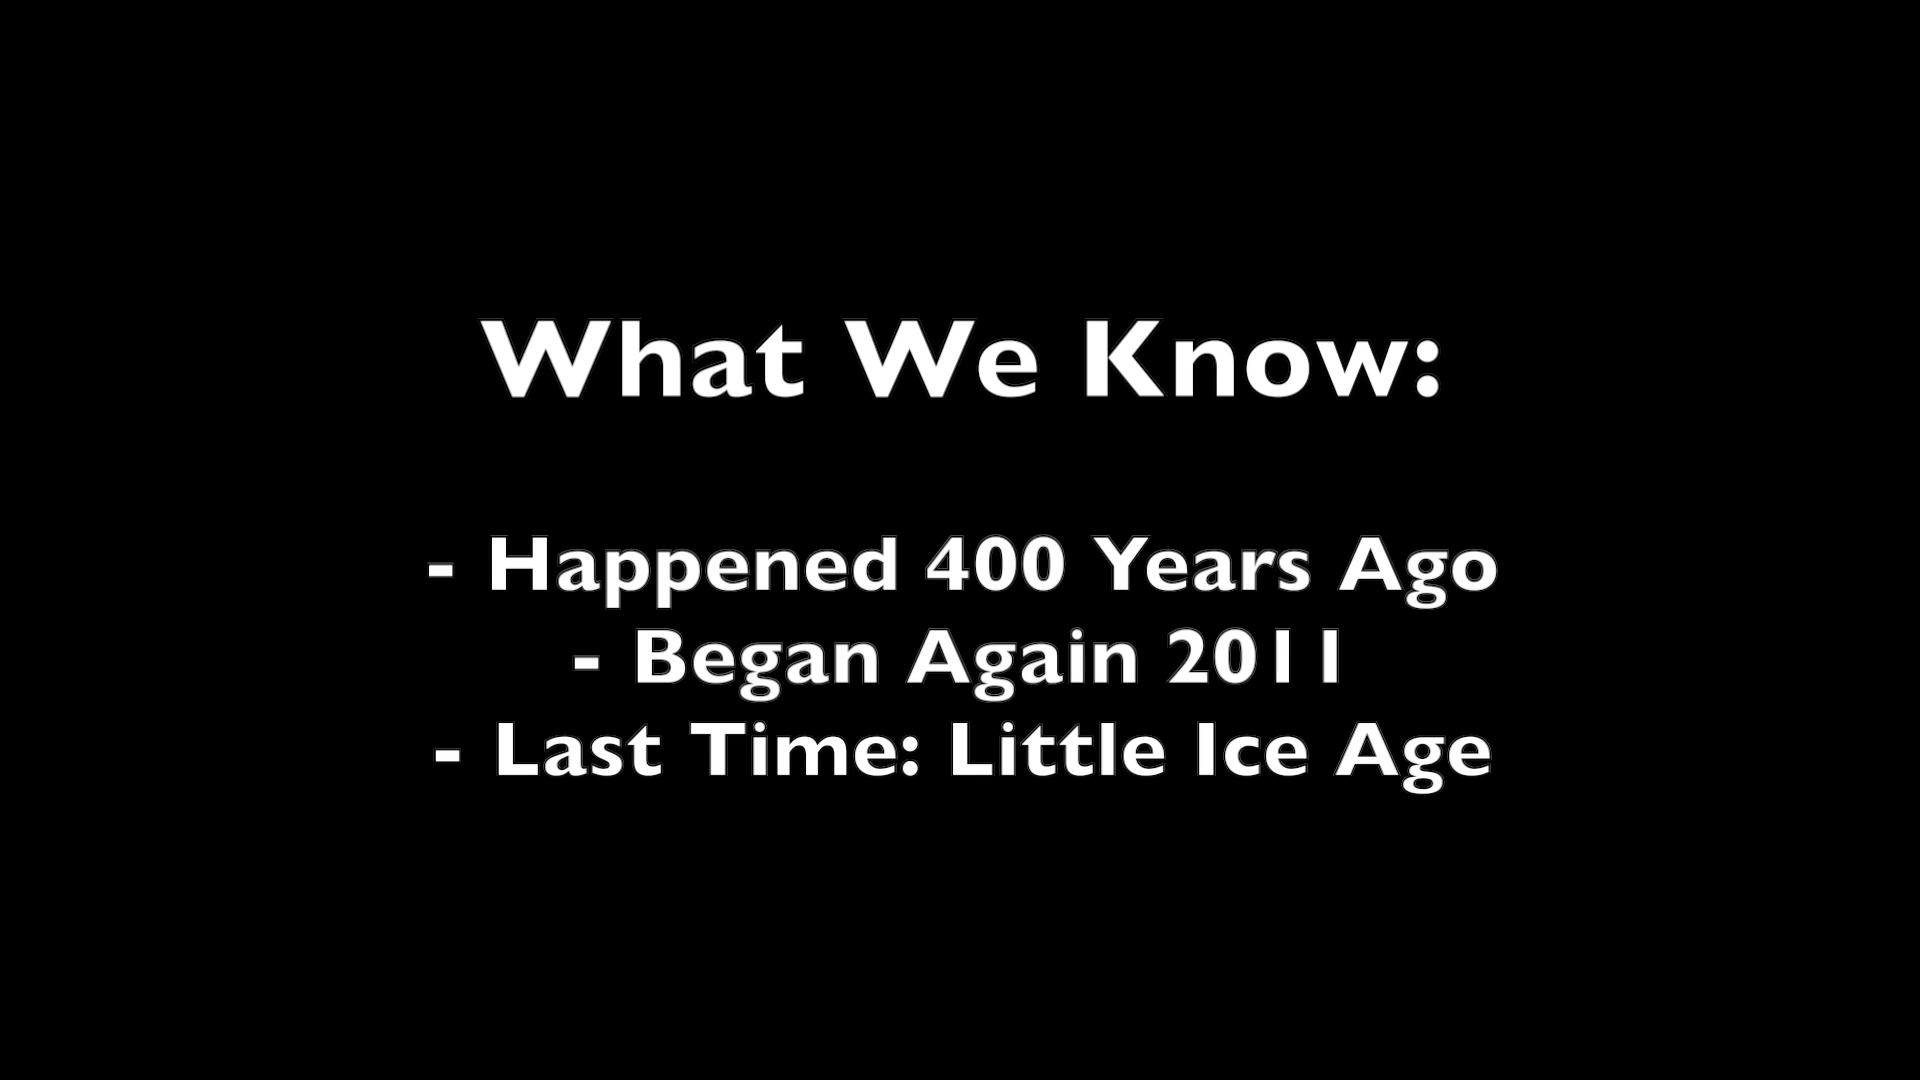 What We Know:
- Happened 400 Years Ago
- Began Again 2011
- Last Time: Little Ice Age